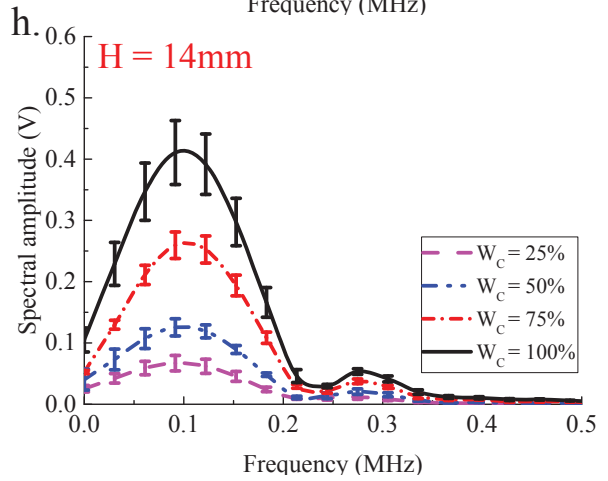 Frequency (MHz)
h.
H = 14mm
Spectral amplitude (V)
0.6
0.5
0.4
0.3
0.2
0.1
0.0
W_C = 25%
W_C = 50%
W_C = 75%
W_C = 100%
0.0 0.1 0.2 0.3 0.4 0.5
Frequency (MHz)